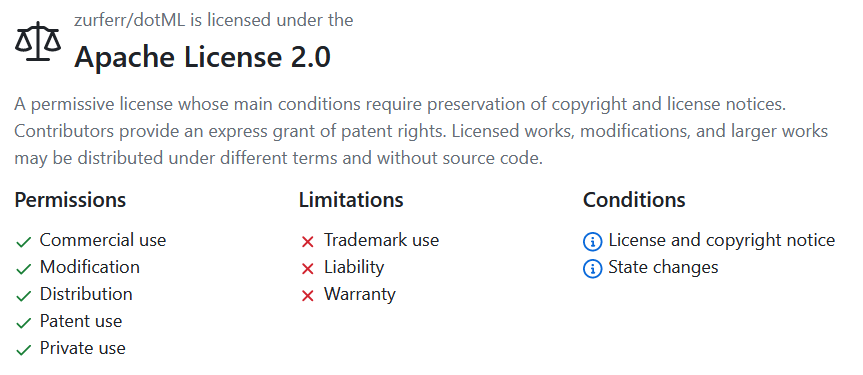 zurferr/dotML is licensed under the
Apache License 2.0
A permissive license whose main conditions require preservation of copyright and license notices.
Contributors provide an express grant of patent rights. Licensed works, modifications, and larger works
may be distributed under different terms and without source code.
Permissions
Commercial use
Modification
Distribution
Patent use
Private use
Limitations
Trademark use
Liability
Warranty
Conditions
License and copyright notice
State changes